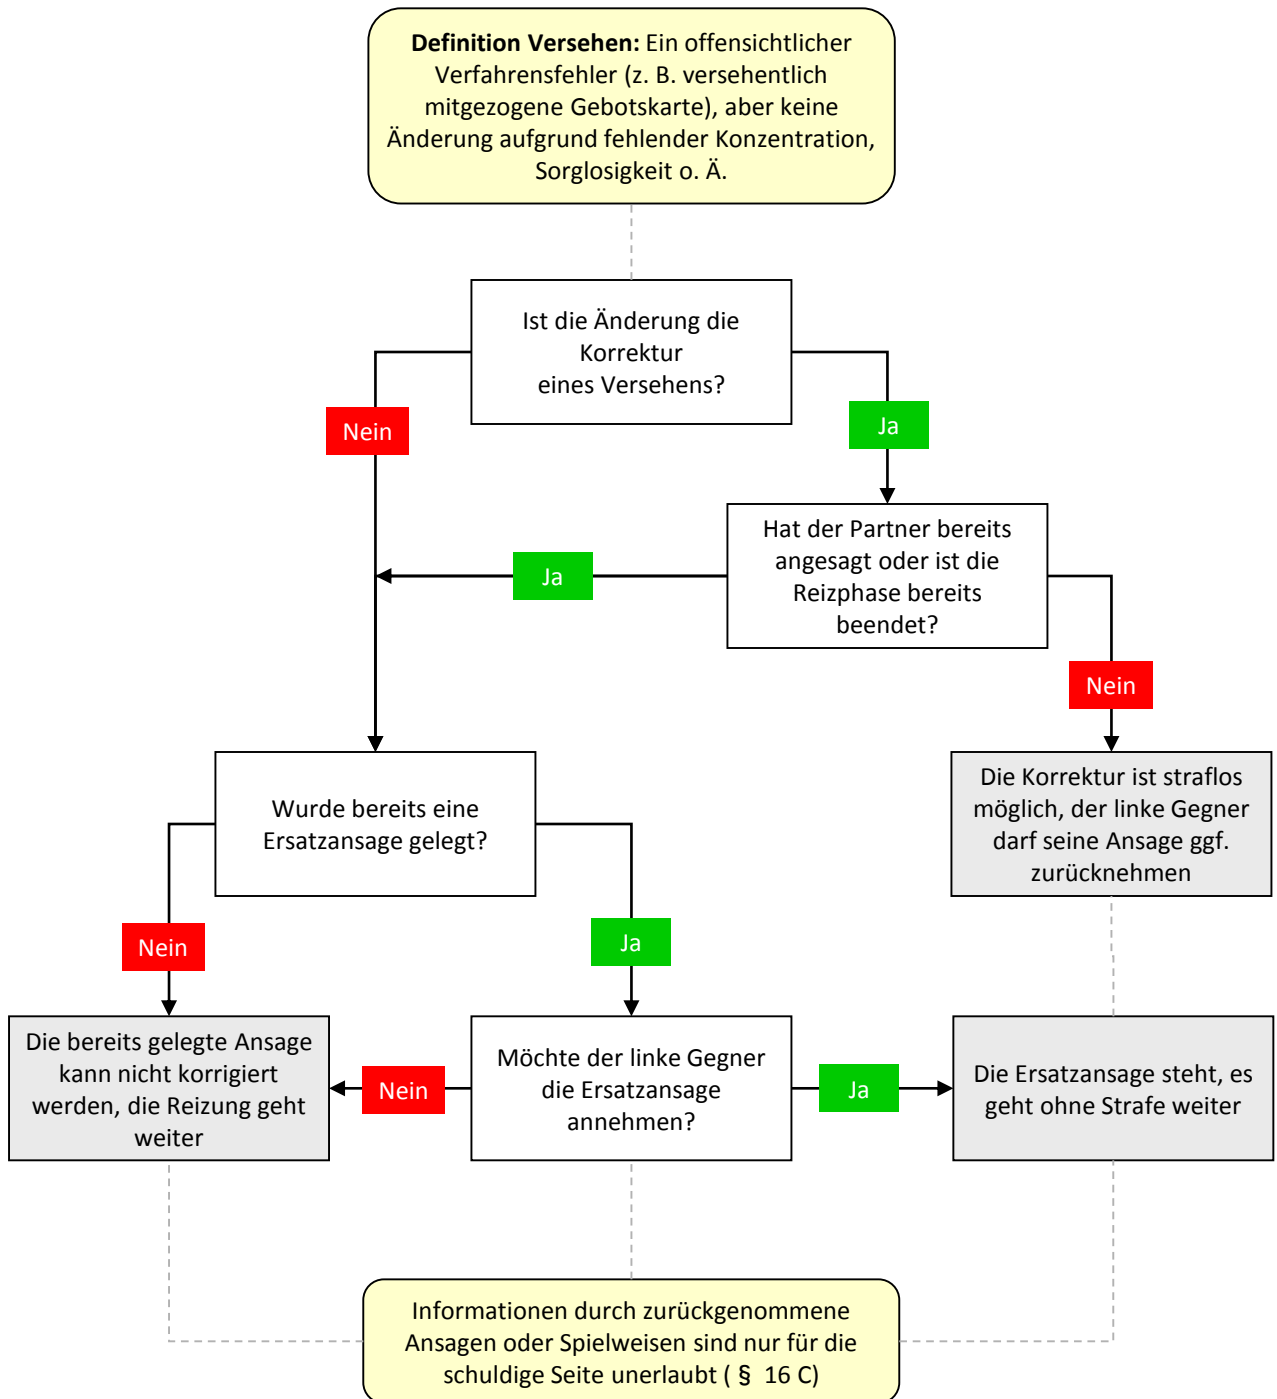 Definition Versehen: Ein offensichtlicher
Verfahrensfehler (z. B. versehentlich
mitgezogene Gebotskarte), aber keine
Änderung aufgrund fehlender Konzentration,
Sorglosigkeit o. Ä.
Ist die Änderung die
Korrektur
eines Versehens?
Nein
Ja
Hat der Partner bereits
angesagt oder ist die
Reizphase bereits
beendet?
Ja
Nein
Wurde bereits eine
Ersatzansage gelegt?
Die Korrektur ist straflos
möglich, der linke Gegner
darf seine Ansage ggf.
zurücknehmen
Nein
Ja
Die bereits gelegte Ansage
kann nicht korrigiert
werden, die Reizung geht
weiter
Nein
Möchte der linke Gegner
die Ersatzansage
annehmen?
Ja
Die Ersatzansage steht, es
geht ohne Strafe weiter
Informationen durch zurückgenommene
Ansagen oder Spielweisen sind nur für die
schuldige Seite unerlaubt ( § 16 C)